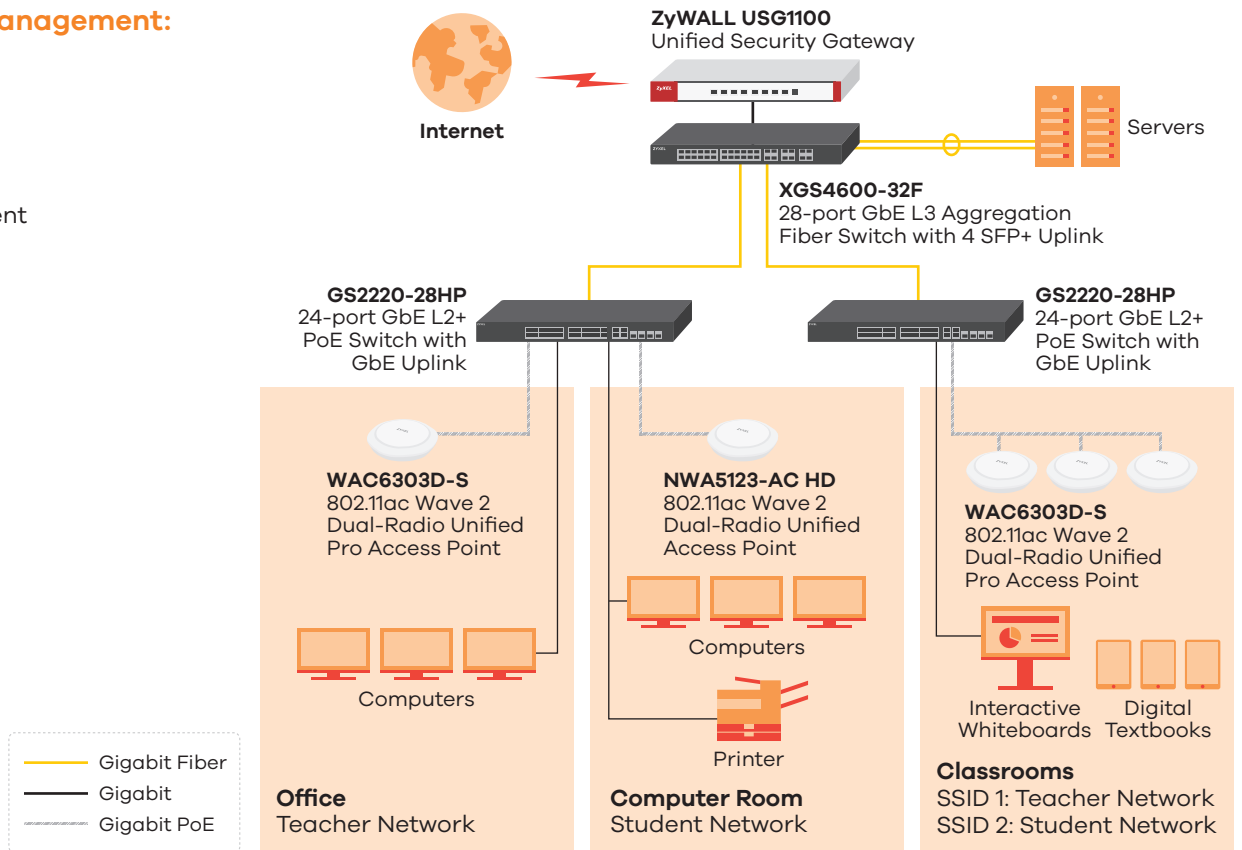 anagement:
ent
Internet
ZyWALL USG1100
Unified Security Gateway
ZyXEL
ZYXEL
Servers
XGS4600-32F
28-port GbE L3 Aggregation
Fiber Switch with 4 SFP+ Uplink
GS2220-28HP
24-port GbE L2+
PoE Switch with
GbE Uplink
GS2220-28HP
24-port GbE L2+
PoE Switch with
GbE Uplink
WAC6303D-S
802.11ac Wave 2
Dual-Radio Unified
Pro Access Point
Computers
Office
Teacher Network
NWA5123-AC HD
802.11ac Wave 2
Dual-Radio Unified
Access Point
Computers
Printer
Computer Room
Student Network
WAC6303D-S
802.11ac Wave 2
Dual-Radio Unified
Pro Access Point
Interactive
Whiteboards
Digital
Textbooks
Classrooms
SSID 1: Teacher Network
SSID 2: Student Network
Gigabit Fiber
Gigabit
Gigabit PoE